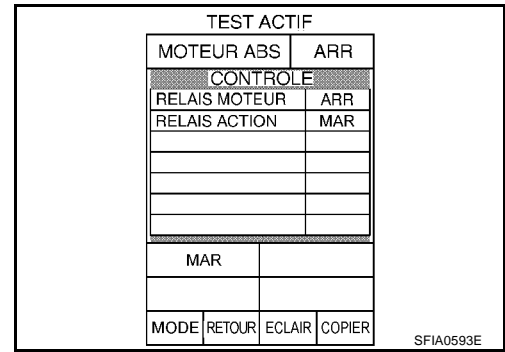 TEST ACTIF
MOTEUR ABS ARR
CONTROLE
RELAIS MOTEUR ARR
RELAIS ACTION MAR
MAR
MODE RETOUR ECLAIR COPIER
SFIA0593E